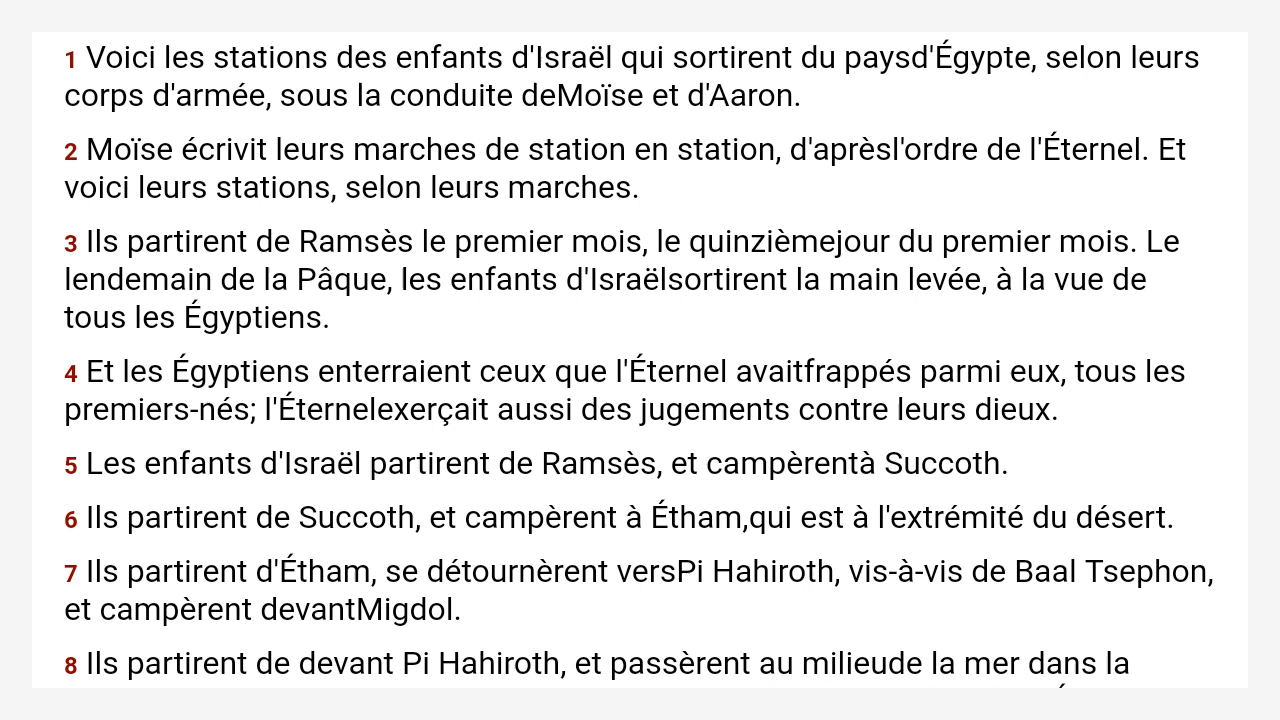 1 Voici les stations des enfants d'Israël qui sortirent du paysd'Égypte, selon leurs
corps d'armée, sous la conduite deMoïse et d'Aaron.
2 Moïse écrivit leurs marches de station en station, d'aprèsl'ordre de l'Éternel. Et
voici leurs stations, selon leurs marches.
3 Ils partirent de Ramsès le premier mois, le quinzièmejour du premier mois. Le
lendemain de la Pâque, les enfants d'Israëlsortirent la main levée, à la vue de
tous les Égyptiens.
4 Et les Égyptiens enterraient ceux que l'Éternel avaitfrappés parmi eux, tous les
premiers-nés; l'Éternelexerçait aussi des jugements contre leurs dieux.
5 Les enfants d'Israël partirent de Ramsès, et campèrentà Succoth.
6 Ils partirent de Succoth, et campèrent à Étham,qui est à l'extrémité du désert.
7 Ils partirent d'Étham, se détournèrent versPi Hahiroth, vis-à-vis de Baal Tsephon,
et campèrent devantMigdol.
8 Ils partirent de devant Pi Hahiroth, et passèrent au milieude la mer dans la